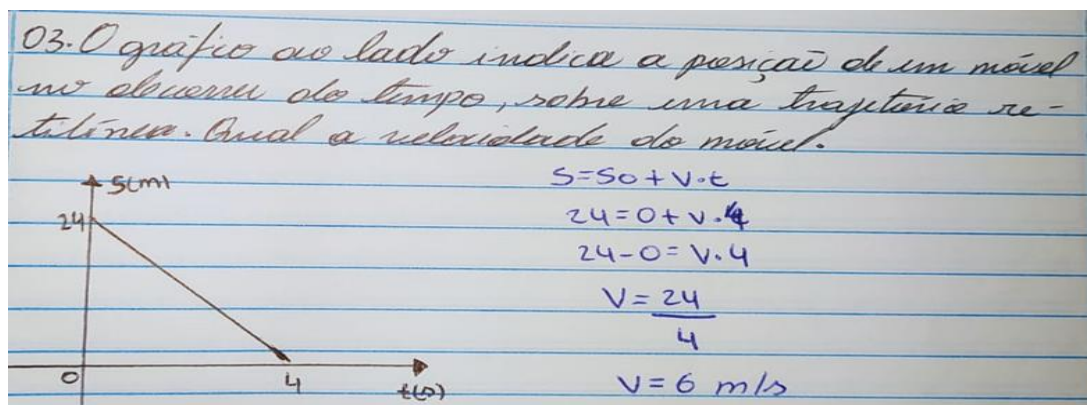 03. O gráfico ao lado indica a posição de um móvel
no decorrer do tempo, sobre uma trajetória re-
tilínea. Qual a velocidade do móvel.
S(m)
24
0
4
t(s)
S=So+V.t
24=0+V.4
24-0=V.4
V=24
4
V=6 m/s